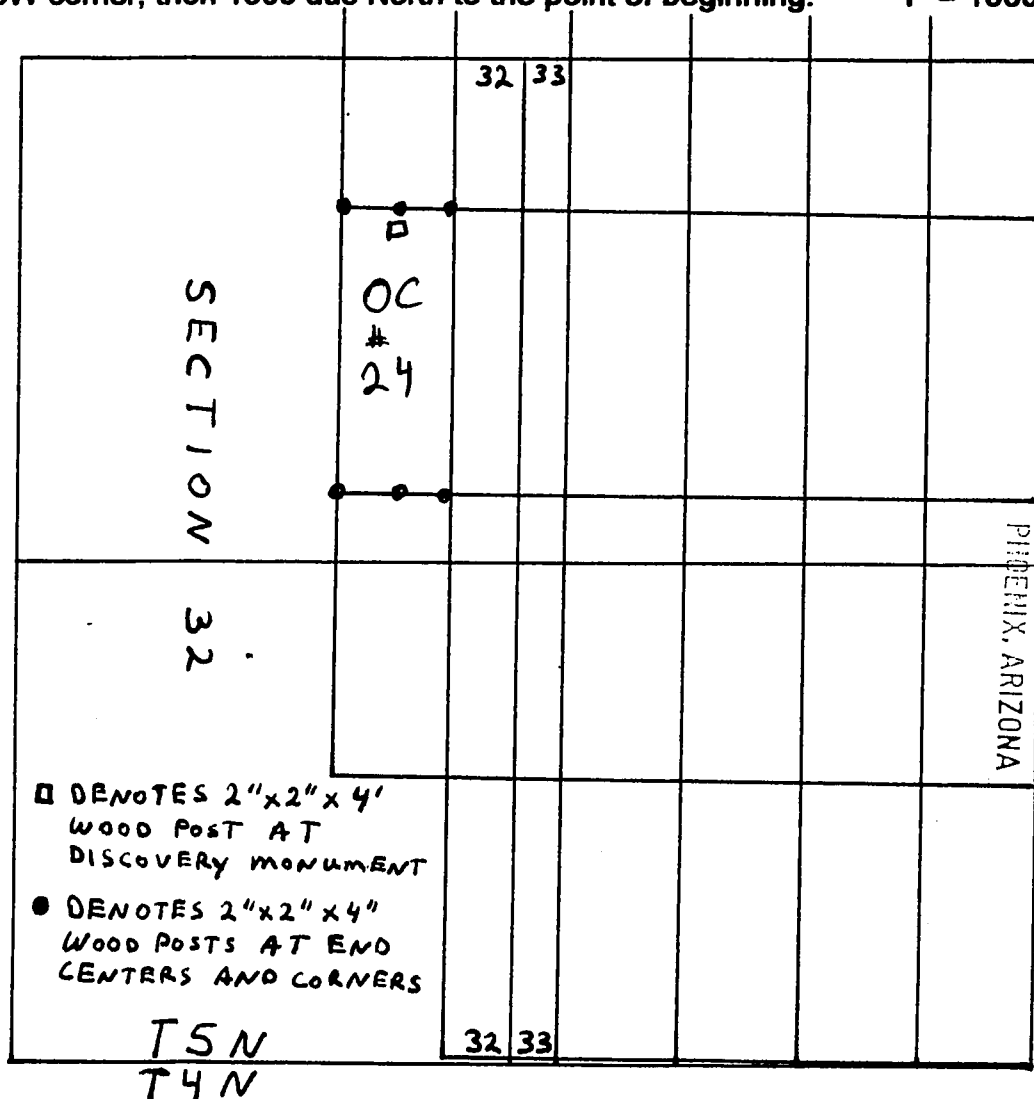 SW corner, then 1500 due North to the point of beginning.
32 33
OC
#
24
SECTION 32
PHOENIX, ARIZONA
DENOTES 2"x2"x4'
WOOD POST AT
DISCOVERY MONUMENT
DENOTES 2"x2"x4"
WOOD POSTS AT END
CENTERS AND CORNERS
32 33
T5N
T4N